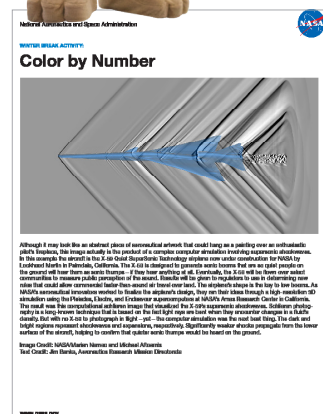 National Aeronautics and Space Administration
NASA
WINTER BREAK ACTIVITY:
Color by Number
Although it may look like an abstract piece of aeronautical artwork that could hang as a painting over an enthusiastic
pilot's fireplace, this image actually is the product of a complex computer simulation involving supersonic shockwaves.
In this example the aircraft is the X-59 Quiet SuperSonic Technology airplane now under construction for NASA by
Lockheed Martin in Palmdale, California. The X-59 is designed to generate sonic booms that are so quiet people on
the ground will hear them as sonic thumps – if they hear anything at all. Eventually, the X-59 will be flown over select
communities to measure public perception of the sound. Results will be given to regulators to use in determining new
rules that could allow commercial faster-than-sound air travel over land. The airplane's shape is the key to low booms. As
NASA's aeronautical innovators worked to finalize the airplane's design, they ran their ideas through a high-resolution 3D
simulation using the Pleiades, Electra, and Endeavour supercomputers at NASA's Ames Research Center in California.
The result was this computational schlieren image that visualized the X-59's supersonic shockwaves. Schlieren photog-
raphy is a long-known technique that is based on the fact light rays are bent when they encounter changes in a fluid's
density. But with no X-59 to photograph in flight – yet – the computer simulation was the next best thing. The dark and
bright regions represent shockwaves and expansions, respectively. Significantly weaker shocks propagate from the lower
surface of the aircraft, helping to confirm that quieter sonic thumps would be heard on the ground.
Image Credit: NASA/Marian Nemec and Michael Aftosmis
Text Credit: Jim Banke, Aeronautics Research Mission Directorate